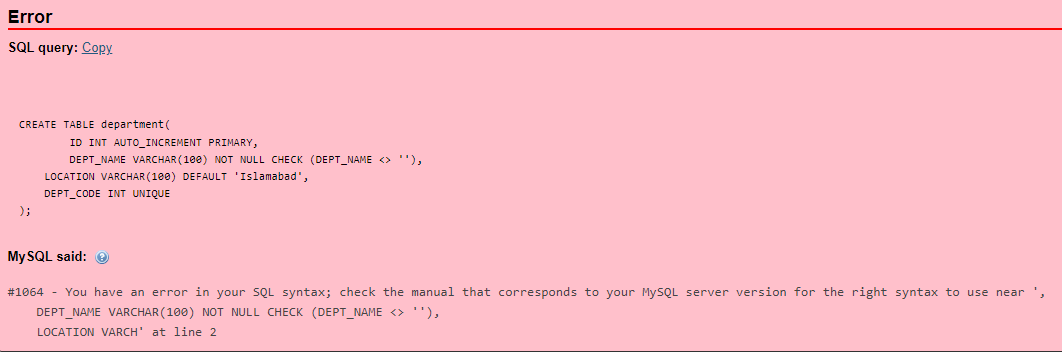 Error
SQL query: Copy
CREATE TABLE department(
ID INT AUTO_INCREMENT PRIMARY,
DEPT_NAME VARCHAR(100) NOT NULL CHECK (DEPT_NAME <> ''),
LOCATION VARCHAR(100) DEFAULT 'Islamabad',
DEPT_CODE INT UNIQUE
);
MySQL said:
#1064 - You have an error in your SQL syntax; check the manual that corresponds to your MySQL server version for the right syntax to use near ',
DEPT_NAME VARCHAR(100) NOT NULL CHECK (DEPT_NAME <> ''),
LOCATION VARCH' at line 2